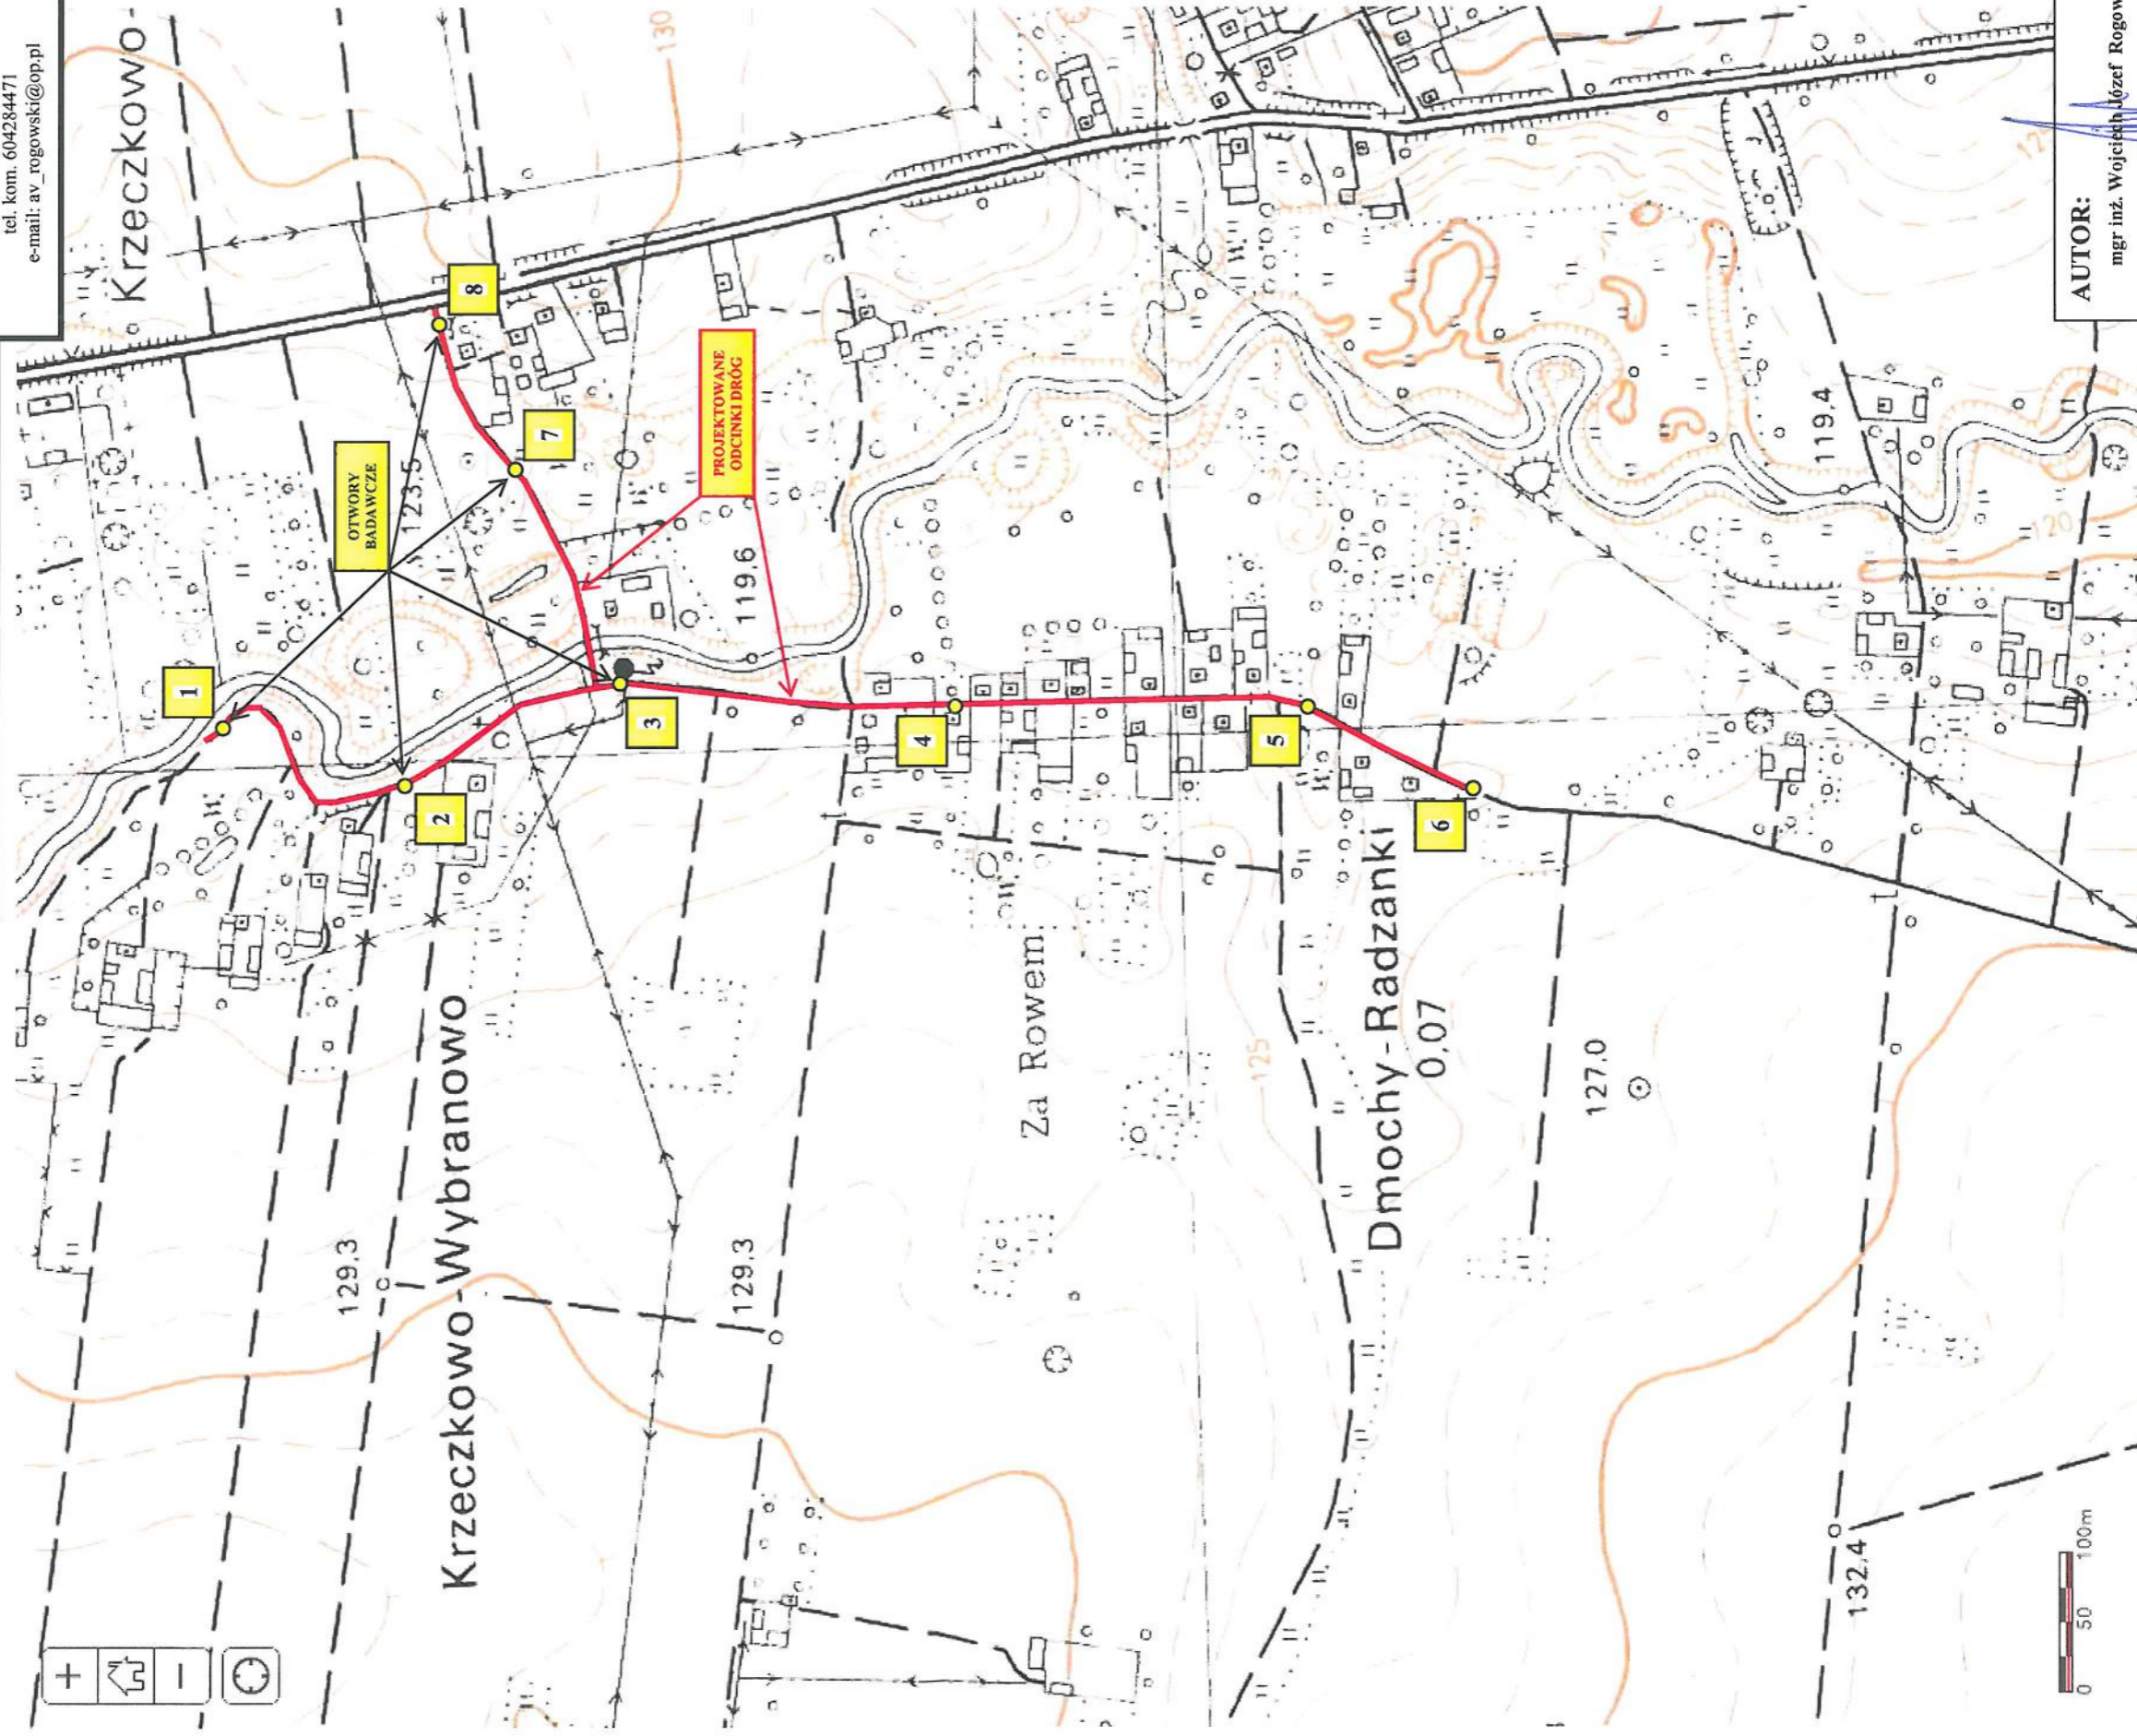 tel. kom. 604284471
e-mail: av_rogowski@op.pl
Krzeczkowo-
130
8
OTWORY
BADAWCZE
123.5
7
PROJEKTOWANE
ODCINKI DRÓG
1
119.6
119.4
120
3
2
4
5
6
Krzeczkowo-Wybranowo
Za Rowem
125
Dmochy-Radzanki
0,07
127.0
129.3
129.3
132.4
0 50 100m
AUTOR:
mgr inż. Wojciech Józef